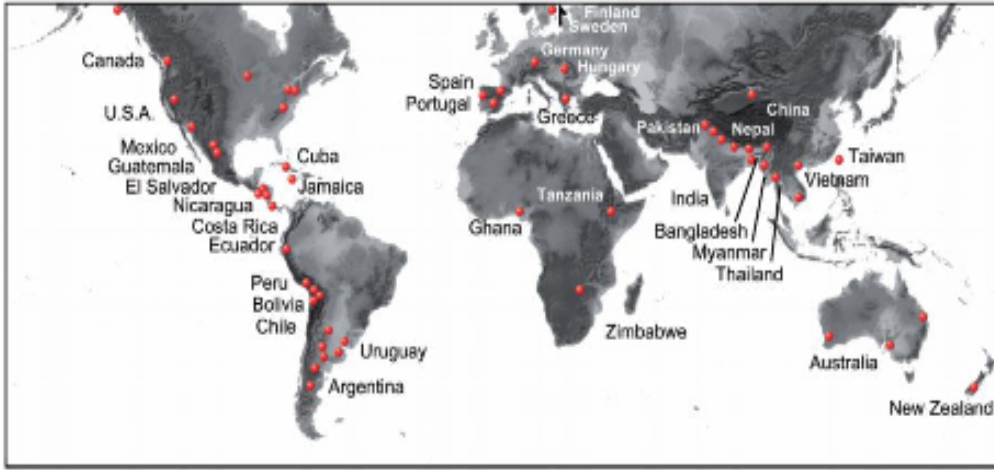 Finland
Sweden
Canada
Germany
Hungary
Spain
Portugal
Greece
China
U.S.A.
Pakistan
Nepal
Mexico
Guatemala
Cuba
Taiwan
El Salvador
Jamaica
Vietnam
Nicaragua
Tanzania
India
Costa Rica
Ghana
Bangladesh
Ecuador
Myanmar
Thailand
Peru
Bolivia
Chile
Zimbabwe
Uruguay
Australia
Argentina
New Zealand